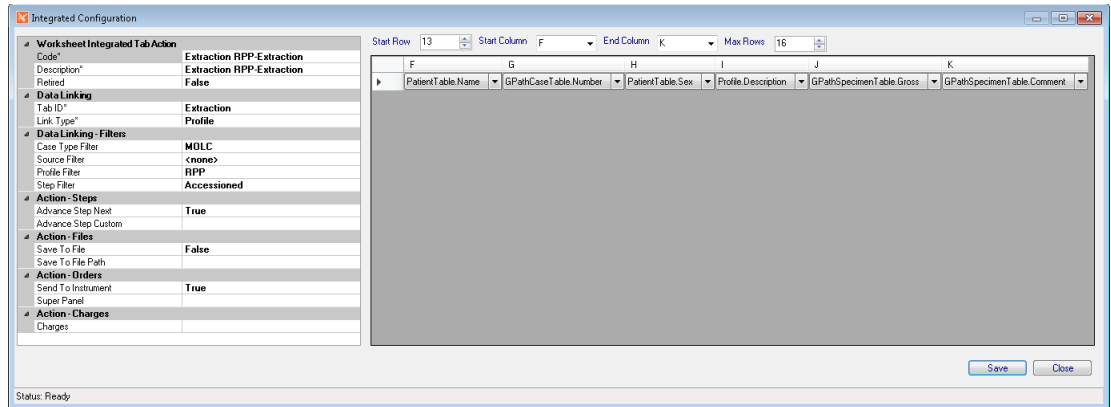 Integrated Configuration
Worksheet Integrated Tab Action
Code* Extraction RPP-Extraction
Description* Extraction RPP-Extraction
Retired False
Data Linking
Tab ID* Extraction
Link Type* Profile
Data Linking - Filters
Case Type Filter MOLC
Source Filter <none>
Profile Filter RPP
Step Filter Accessioned
Action - Steps
Advance Step Next True
Advance Step Custom
Action - Files
Save To File False
Save To File Path
Action - Orders
Send To Instrument True
Super Panel
Action - Charges
Charges
Start Row 13 Start Column F End Column K Max Rows 16
F G H I J K
PatientTable.Name GPathCaseTable.Number PatientTable.Sex Profile.Description GPathSpecimenTable.Gross GPathSpecimenTable.Comment
Save Close
Status: Ready